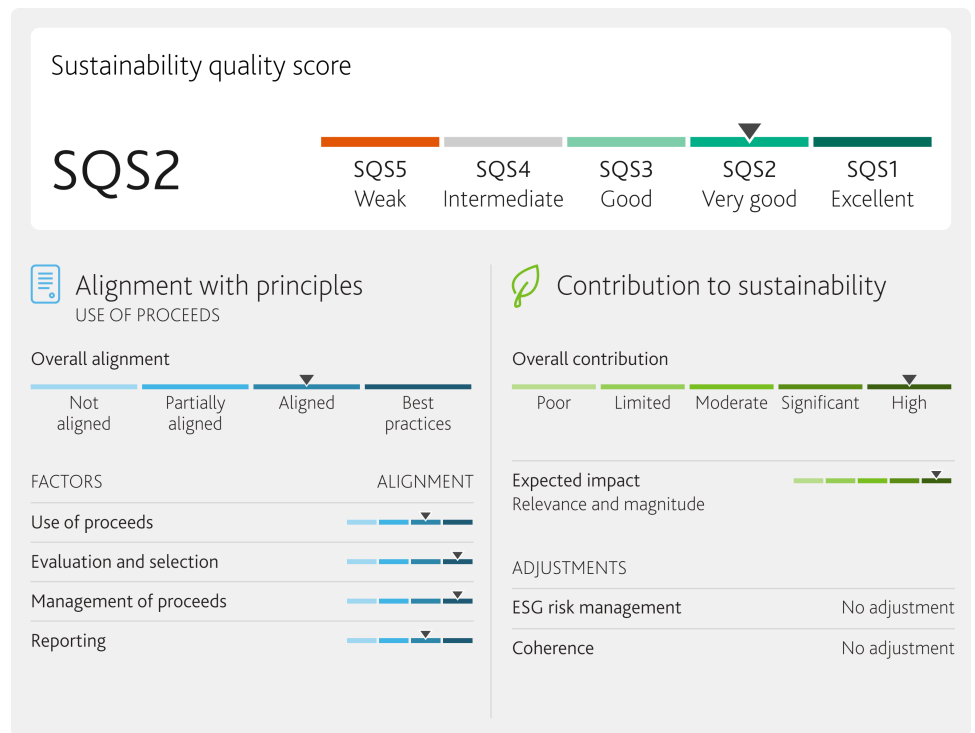 Sustainability quality score
SQS2
SQS5 SQS4 SQS3 SQS2 SQS1
Weak Intermediate Good Very good Excellent
Alignment with principles
USE OF PROCEEDS
Overall alignment
Not aligned
Partially aligned
Aligned
Best practices
FACTORS ALIGNMENT
Use of proceeds
Evaluation and selection
Management of proceeds
Reporting
Contribution to sustainability
Overall contribution
Poor Limited Moderate Significant High
Expected impact
Relevance and magnitude
ADJUSTMENTS
ESG risk management No adjustment
Coherence No adjustment